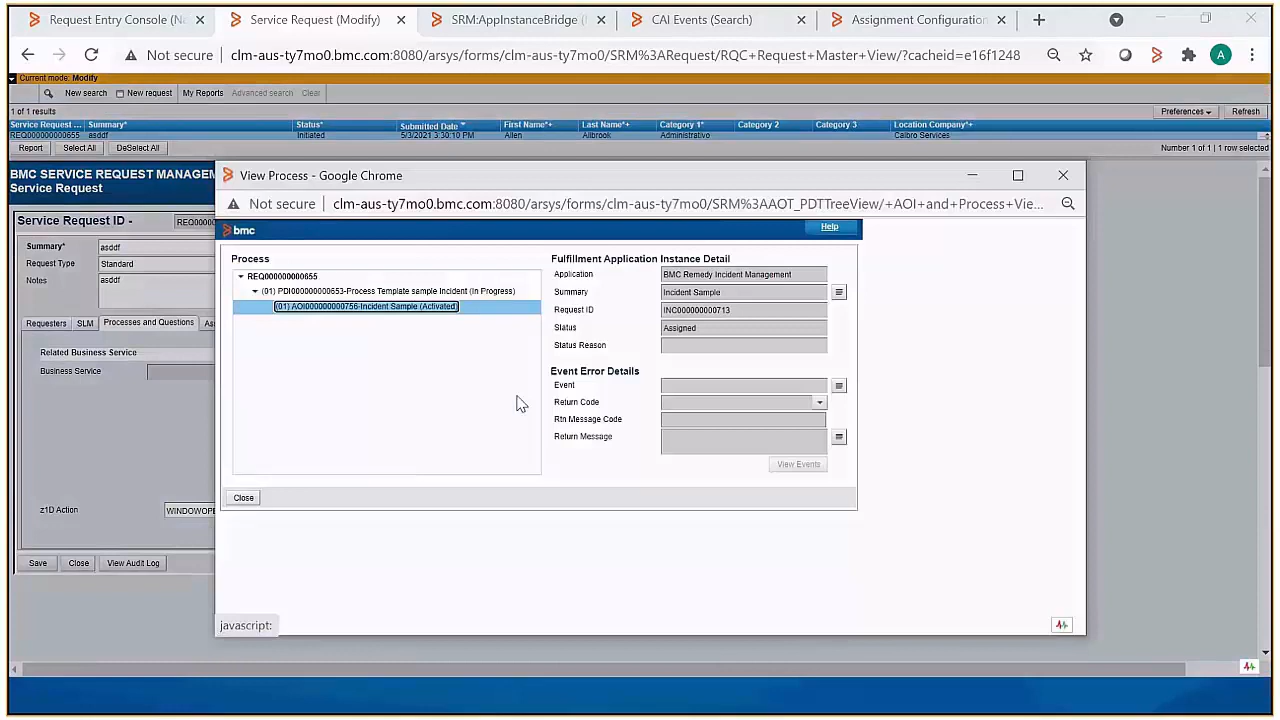 Request Entry Console (Ne
Service Request (Modify)
SRM:AppInstanceBridge (
CAI Events (Search)
Assignment Configuration
Not secure clm-aus-ty7mo0.bmc.com:8080/arsys/forms/clm-aus-ty7mo0/SRM%3ARequest/RQC+Request+Master+View/?cacheid=e16f1248
A
Current mode: Modify
New search New request My Reports Advanced search Clear
1 of 1 results Preferences Refresh
Service Request ... Summary* Status* Submitted Date First Name*+ Last Name*+ Category 1* Category 2 Category 3 Location Company*+
REQ000000000655 asddf Initiated 5/3/2021 3:30:10 PM Allen Allbrook Administrativo Calbro Services
Report Select All DeSelect All Number 1 of 1 | 1 row selected
BMC SERVICE REQUEST MANAGEM
Service Request
Service Request ID - REQ00000
Summary* asddf
Request Type Standard
Notes asddf
Requesters SLM Processes and Questions As
Related Business Service
Business Service
z1D Action WINDOWOPE
Save Close View Audit Log
View Process - Google Chrome
Not secure clm-aus-ty7mo0.bmc.com:8080/arsys/forms/clm-aus-ty7mo0/SRM%3AAOT_PDTTreeView/+AOI+and+Process+Vie...
bmc Help
Process
REQ000000000655
(01) PDI000000000653-Process Template sample Incident (In Progress)
(01) AOI000000000756-Incident Sample (Activated)
Fulfillment Application Instance Detail
Application BMC Remedy Incident Management
Summary Incident Sample
Request ID INC000000000713
Status Assigned
Status Reason
Event Error Details
Event
Return Code
Rtn Message Code
Return Message
View Events
Close
javascript: